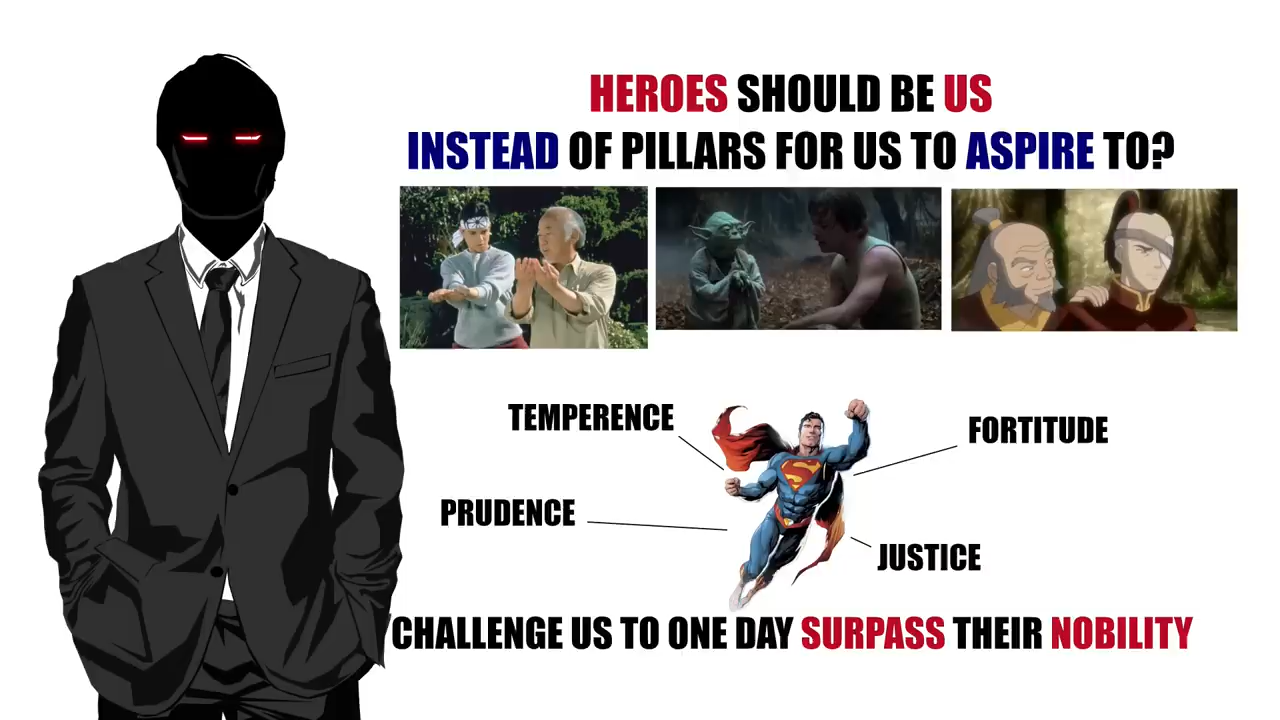 HEROES SHOULD BE US
INSTEAD OF PILLARS FOR US TO ASPIRE TO?
TEMPERENCE
FORTITUDE
PRUDENCE
JUSTICE
CHALLENGE US TO ONE DAY SURPASS THEIR NOBILITY